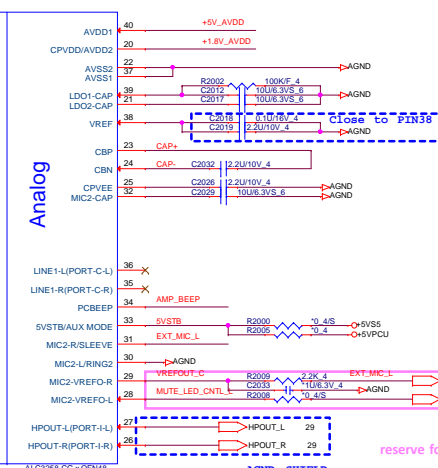 AVDD1 40 +5V_AVDD
CPVDD/AVDD2 20 +1.8V_AVDD
AVSS2 22 AGND
AVSS1 37
LDO1-CAP 39 R2002 100K/F_4 AGND
C2012 10U/6.3VS_6
LDO2-CAP 21 C2017 10U/6.3VS_6
VREF 38 C2018 0.1U/16V_4 Close to PIN38
C2019 2.2U/10V_4 AGND
CBP 23 CAP+
CBN 24 CAP- C2032 2.2U/10V_4
CPVEE 25 C2026 2.2U/10V_4 AGND
MIC2-CAP 32 C2029 10U/6.3VS_6 AGND
Analog
LINE1-L(PORT-C-L) 36
LINE1-R(PORT-C-R) 35
PCBEEP 34 AMP_BEEP
5VSTB/AUX MODE 33 5VSTB R2000 *0_4/S +5VS5
R2005 *0_4 +5VPCU
MIC2-R/SLEEVE 31 EXT_MIC_L
MIC2-L/RING2 30 AGND
MIC2-VREFO-R 29 VREFOUT_C R2009 2.2K_4 EXT_MIC_L
C2033 *1U/6.3V_4 AGND
MIC2-VREFO-L 28 MUTE_LED_CNTL_L R2008 *0_4/S
HPOUT-L(PORT-I-L) 27 HPOUT_L 29
HPOUT-R(PORT-I-R) 26 HPOUT_R 29
reserve fo